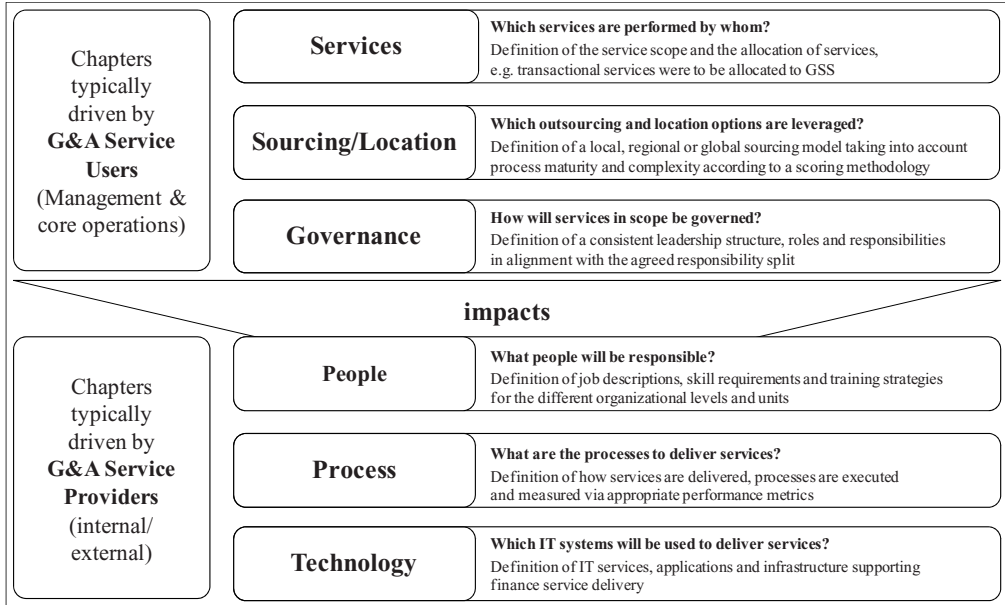 Chapters
typically
driven by
G&A Service
Users
(Management &
core operations)
Services
Which services are performed by whom?
Definition of the service scope and the allocation of services,
e.g. transactional services were to be allocated to GSS
Sourcing/Location
Which outsourcing and location options are leveraged?
Definition of a local, regional or global sourcing model taking into account
process maturity and complexity according to a scoring methodology
Governance
How will services in scope be governed?
Definition of a consistent leadership structure, roles and responsibilities
in alignment with the agreed responsibility split
impacts
Chapters
typically
driven by
G&A Service
Providers
(internal/
external)
People
What people will be responsible?
Definition of job descriptions, skill requirements and training strategies
for the different organizational levels and units
Process
What are the processes to deliver services?
Definition of how services are delivered, processes are executed
and measured via appropriate performance metrics
Technology
Which IT systems will be used to deliver services?
Definition of IT services, applications and infrastructure supporting
finance service delivery